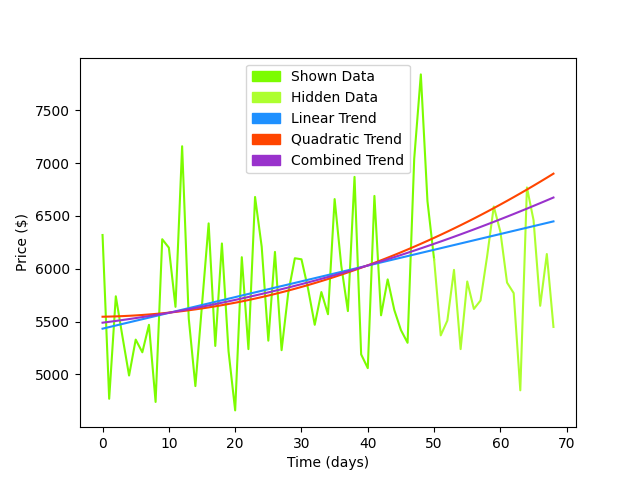 Shown Data
Hidden Data
Linear Trend
Quadratic Trend
Combined Trend
7500
7000
6500
6000
5500
5000
Price ($)
0 10 20 30 40 50 60 70
Time (days)